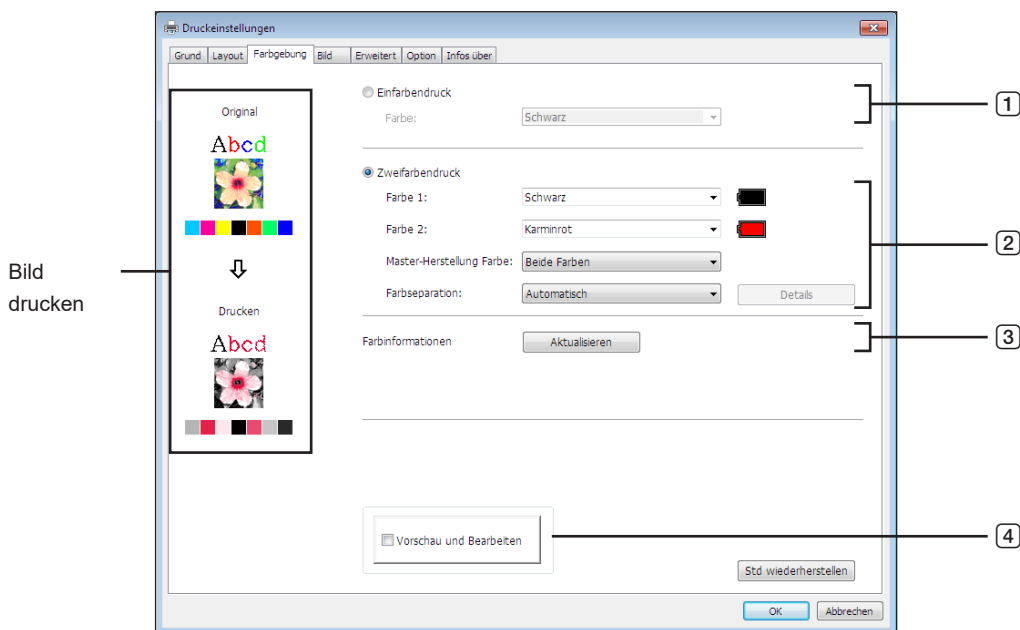 Druckeinstellungen
Grund Layout Farbgebung Bild Erweitert Option Infos über
Original
Abcd
Drucken
Abcd
Bild
drucken
Einfarbendruck
Farbe: Schwarz
1
Zweifarbendruck
Farbe 1: Schwarz
Farbe 2: Karminrot
Master-Herstellung Farbe: Beide Farben
Farbseparation: Automatisch Details
2
Farbinformationen Aktualisieren
3
Vorschau und Bearbeiten
4
Std wiederherstellen
OK Abbrechen